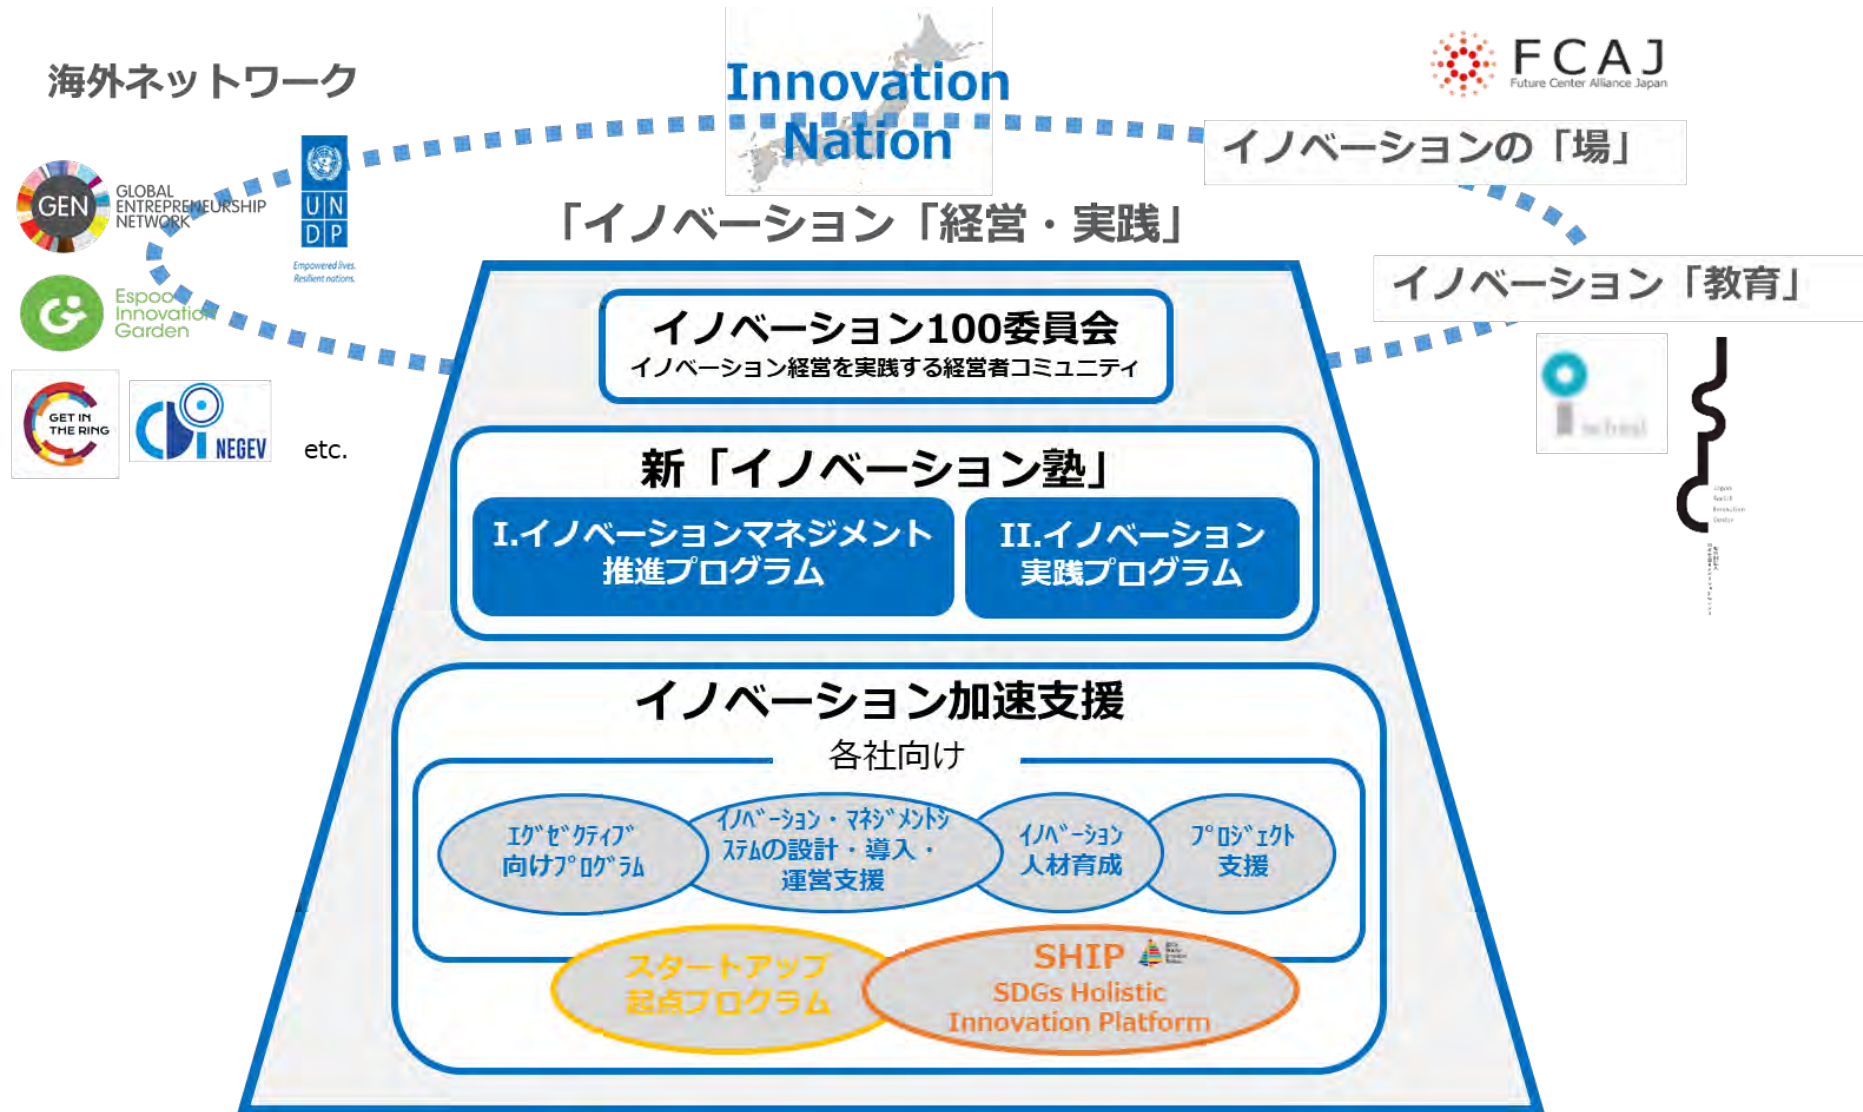 海外ネットワーク
Innovation
Nation
FCAJ
Future Center Alliance Japan
イノベーションの「場」
GEN
GLOBAL
ENTREPRENEURSHIP
NETWORK
UN
DP
Empowered lives.
Resilient nations.
「イノベーション「経営・実践」
イノベーション「教育」
Espoo
Innovation
Garden
GET IN
THE RING
NEGEV
etc.
イノベーション100委員会
イノベーション経営を実践する経営者コミュニティ
新「イノベーション塾」
I.イノベーションマネジメント
推進プログラム
II.イノベーション
実践プログラム
school
Japan
Social
Innovation
Center
イノベーション加速支援
各社向け
ｴｸﾞｾﾞｸﾃｨﾌﾞ
向けﾌﾟﾛｸﾞﾗﾑ
ｲﾉﾍﾞｰｼｮﾝ・ﾏﾈｼﾞﾒﾝﾄｼ
ｽﾃﾑの設計・導入・
運営支援
ｲﾉﾍﾞｰｼｮﾝ
人材育成
ﾌﾟﾛｼﾞｪｸﾄ
支援
スタートアップ
起点プログラム
SHIP
SDGs Holistic
Innovation Platform